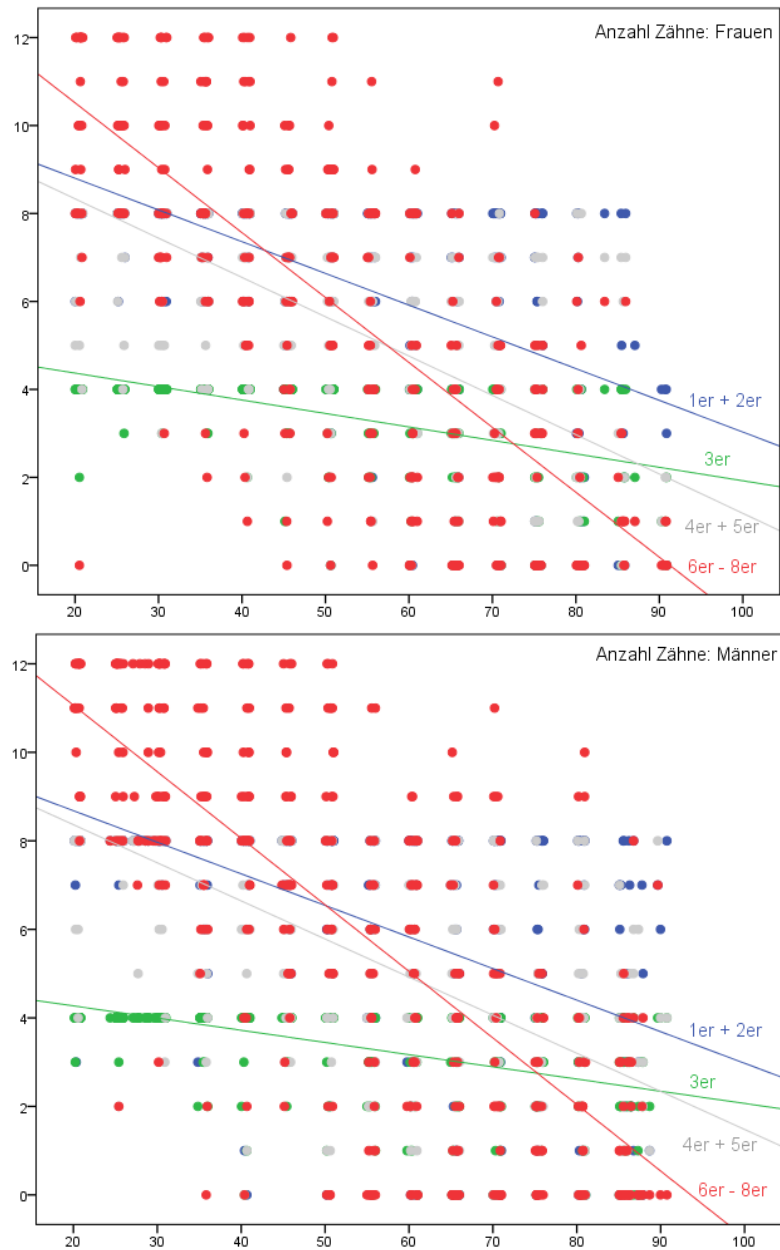 Anzahl Zähne: Frauen
12
10
8
6
4
2
0
1er + 2er
3er
4er + 5er
6er - 8er
20 30 40 50 60 70 80 90 100
Anzahl Zähne: Männer
12
10
8
6
4
2
0
1er + 2er
3er
4er + 5er
6er - 8er
20 30 40 50 60 70 80 90 100